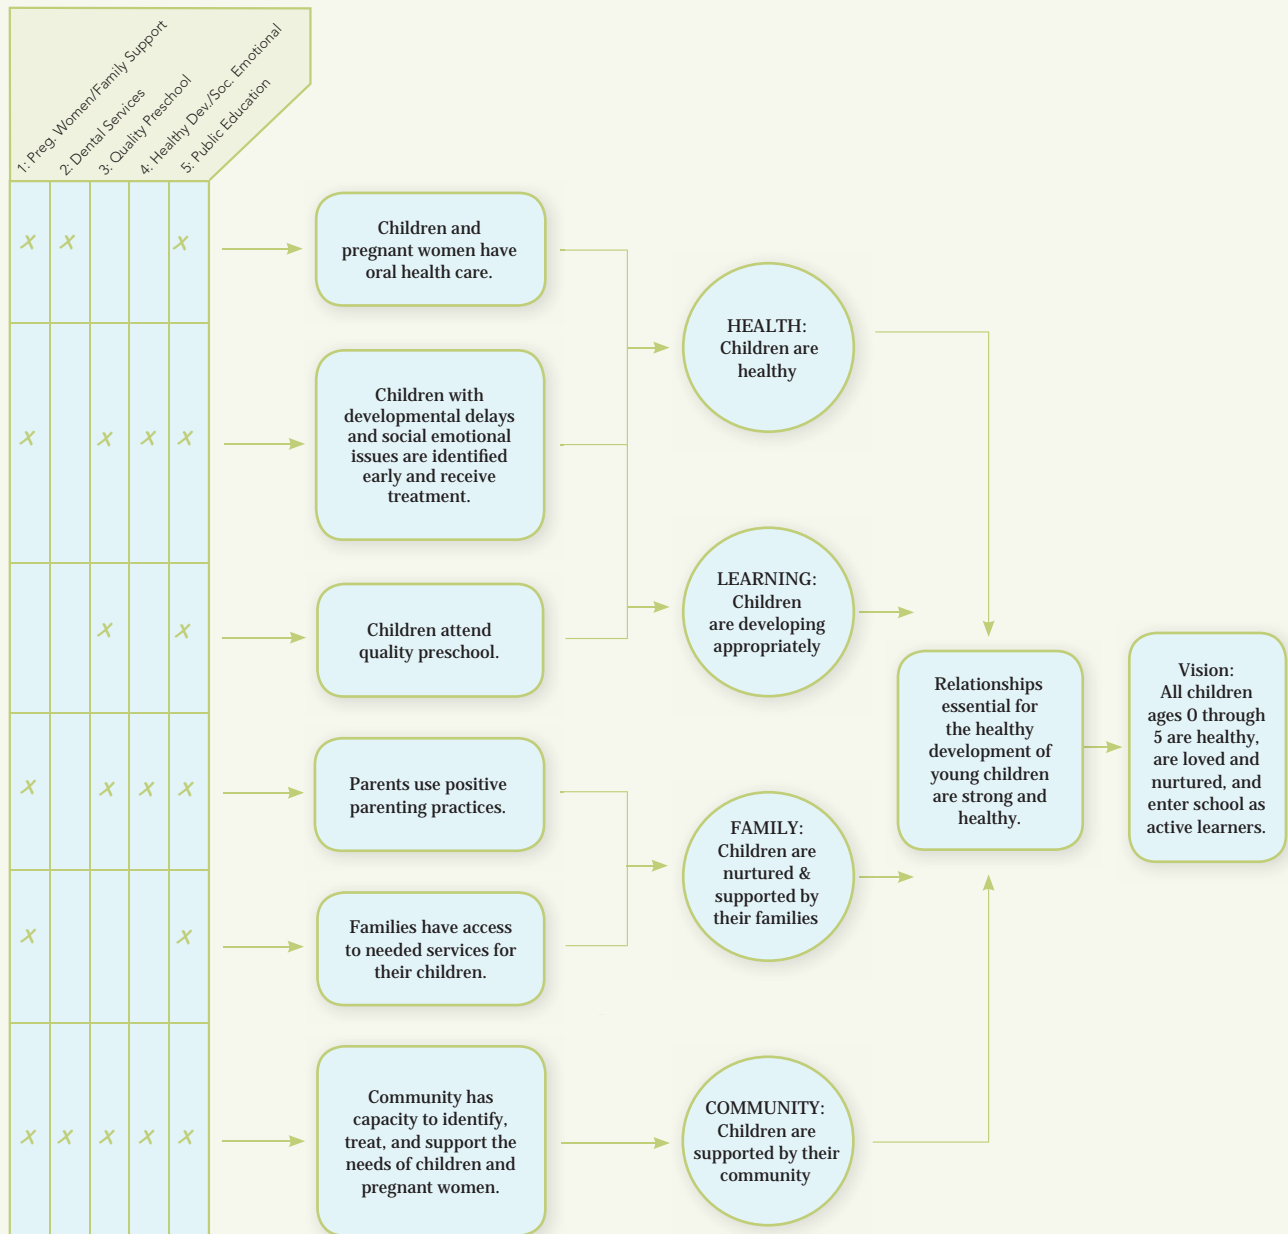 1: Preg. Women/Family Support
2: Dental Services
3: Quality Preschool
4: Healthy Dev./Soc. Emotional
5: Public Education
X X X
Children and
pregnant women have
oral health care.
HEALTH:
Children are
healthy
X X X X
Children with
developmental delays
and social emotional
issues are identified
early and receive
treatment.
LEARNING:
Children
are developing
appropriately
X X
Children attend
quality preschool.
Relationships
essential for
the healthy
development of
young children
are strong and
healthy.
Vision:
All children
ages 0 through
5 are healthy,
are loved and
nurtured, and
enter school as
active learners.
X X X X
Parents use positive
parenting practices.
FAMILY:
Children are
nurtured &
supported by
their families
X X
Families have access
to needed services for
their children.
X X X X X
Community has
capacity to identify,
treat, and support the
needs of children and
pregnant women.
COMMUNITY:
Children are
supported by their
community